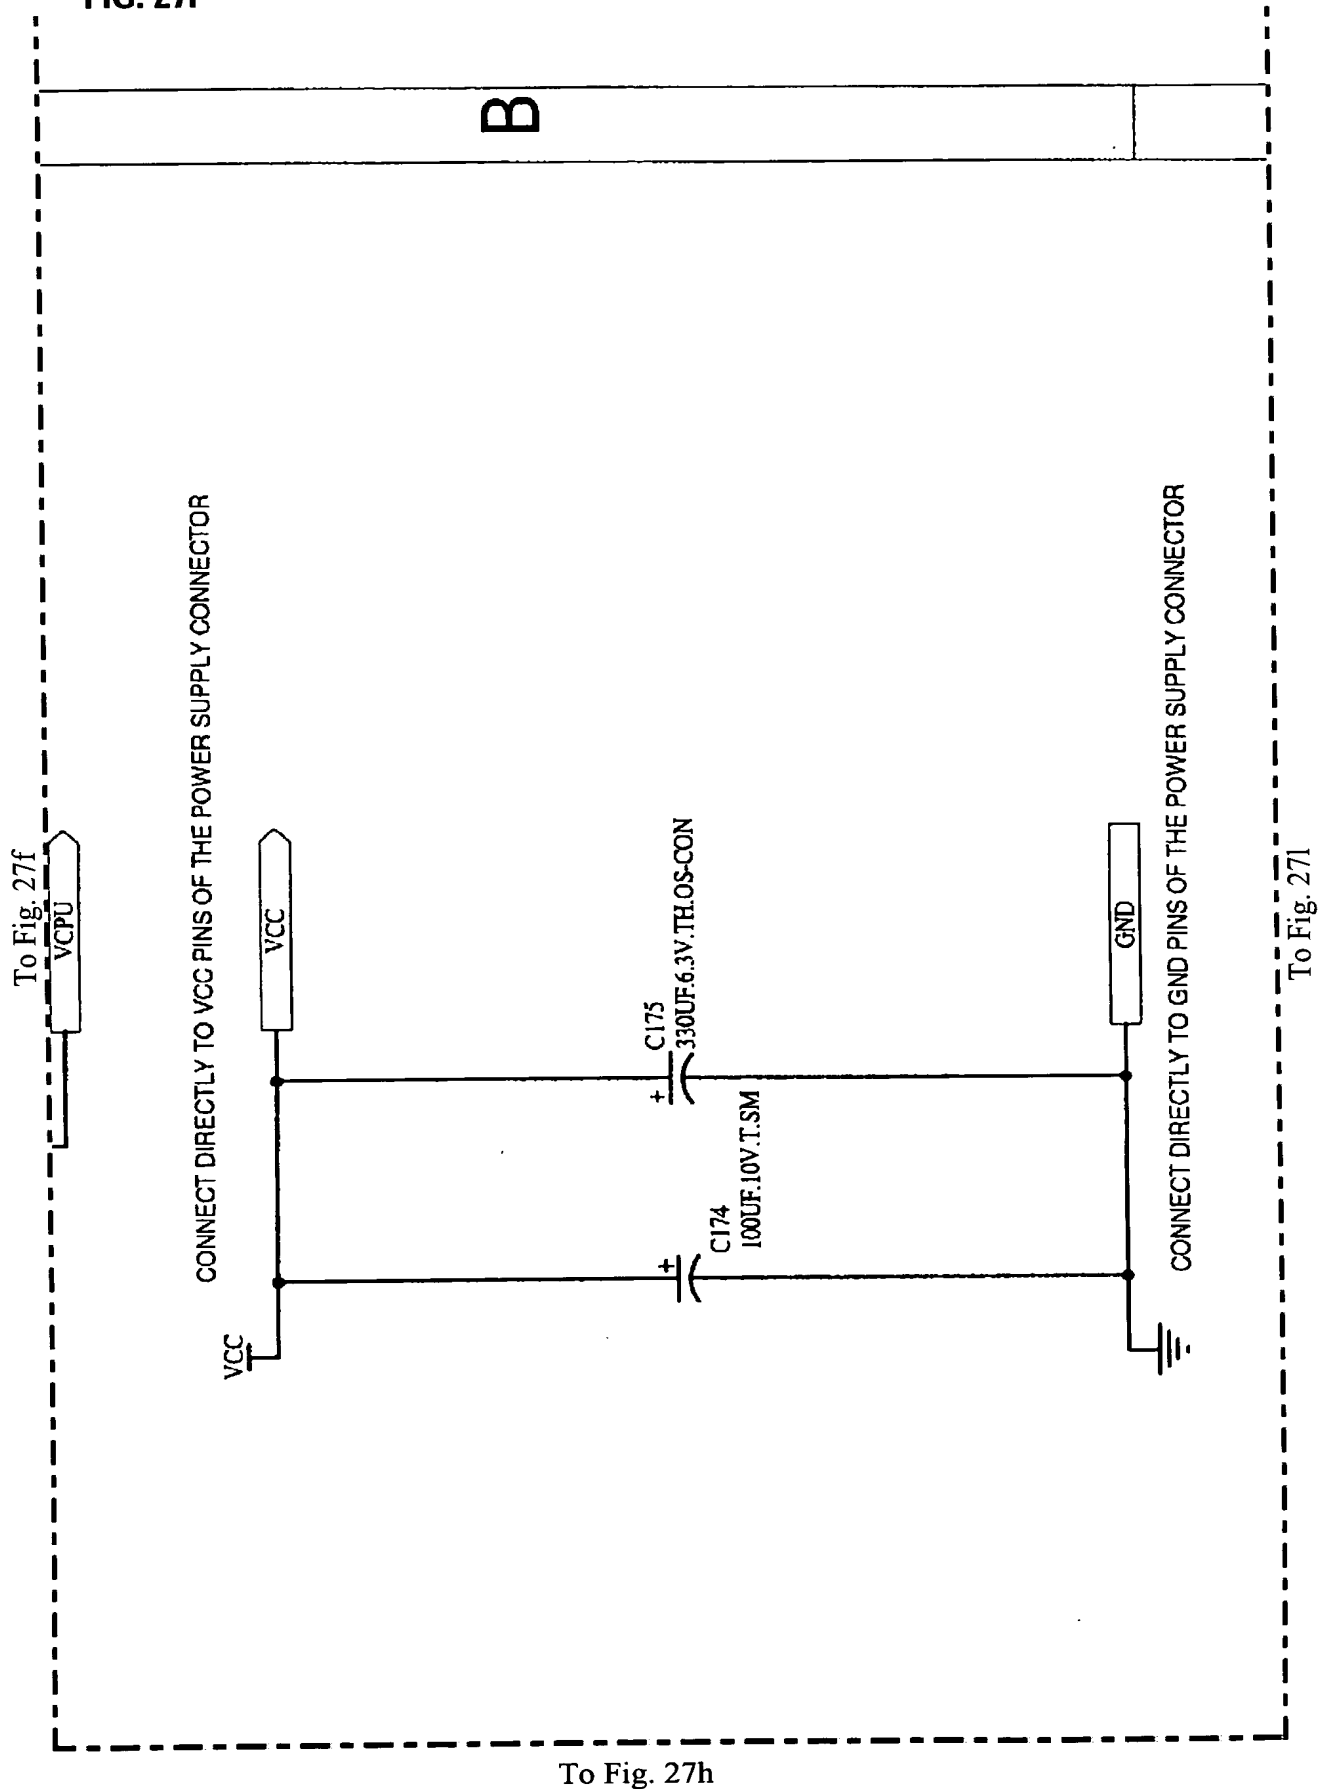 B
To Fig. 27f
VCPU
CONNECT DIRECTLY TO VCC PINS OF THE POWER SUPPLY CONNECTOR
VCC
VCC
C175
330UF.6.3V.TH.OS-CON
+
C174
100UF.10V.T.SM
+
GND
CONNECT DIRECTLY TO GND PINS OF THE POWER SUPPLY CONNECTOR
To Fig. 27l
To Fig. 27h